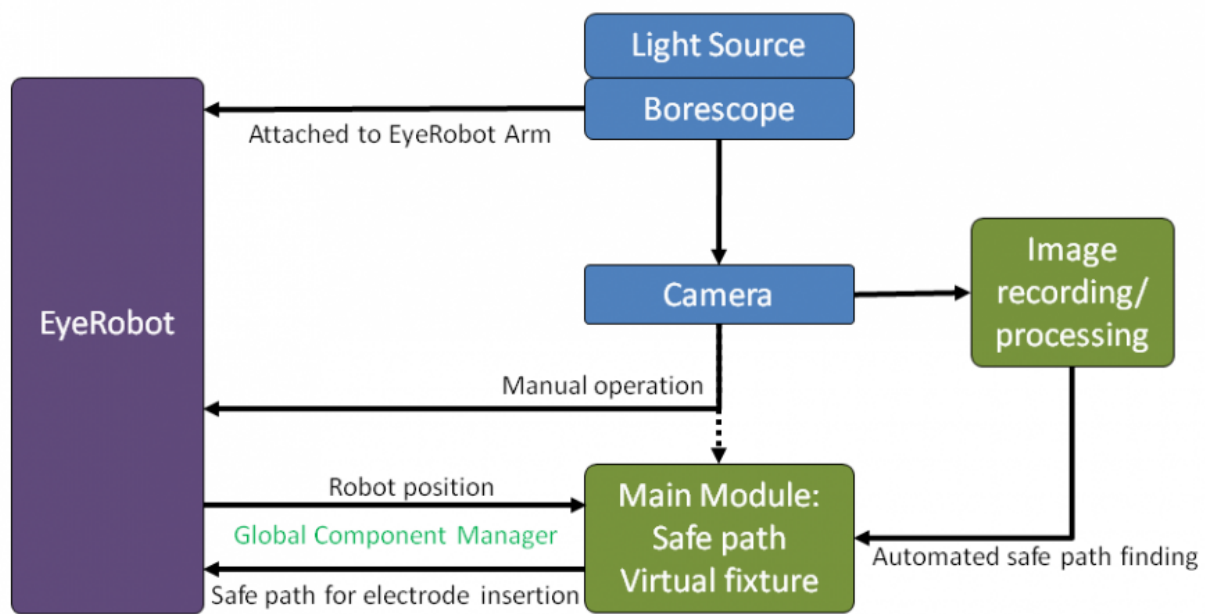 Light Source
Borescope
Attached to EyeRobot Arm
Image
recording/
processing
Camera
EyeRobot
Manual operation
Robot position
Main Module:
Safe path
Virtual fixture
Global Component Manager
Automated safe path finding
Safe path for electrode insertion